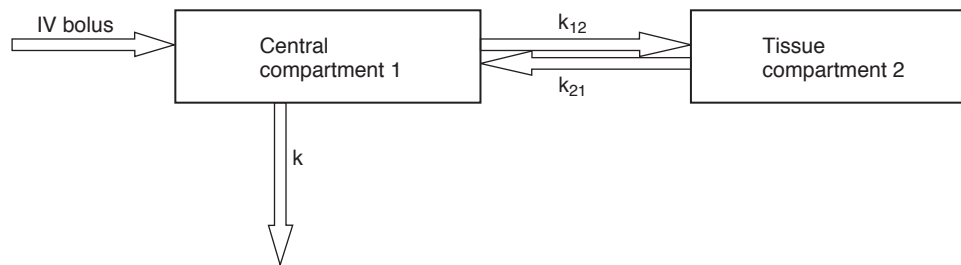 IV bolus
Central
compartment 1
k12
k21
Tissue
compartment 2
k